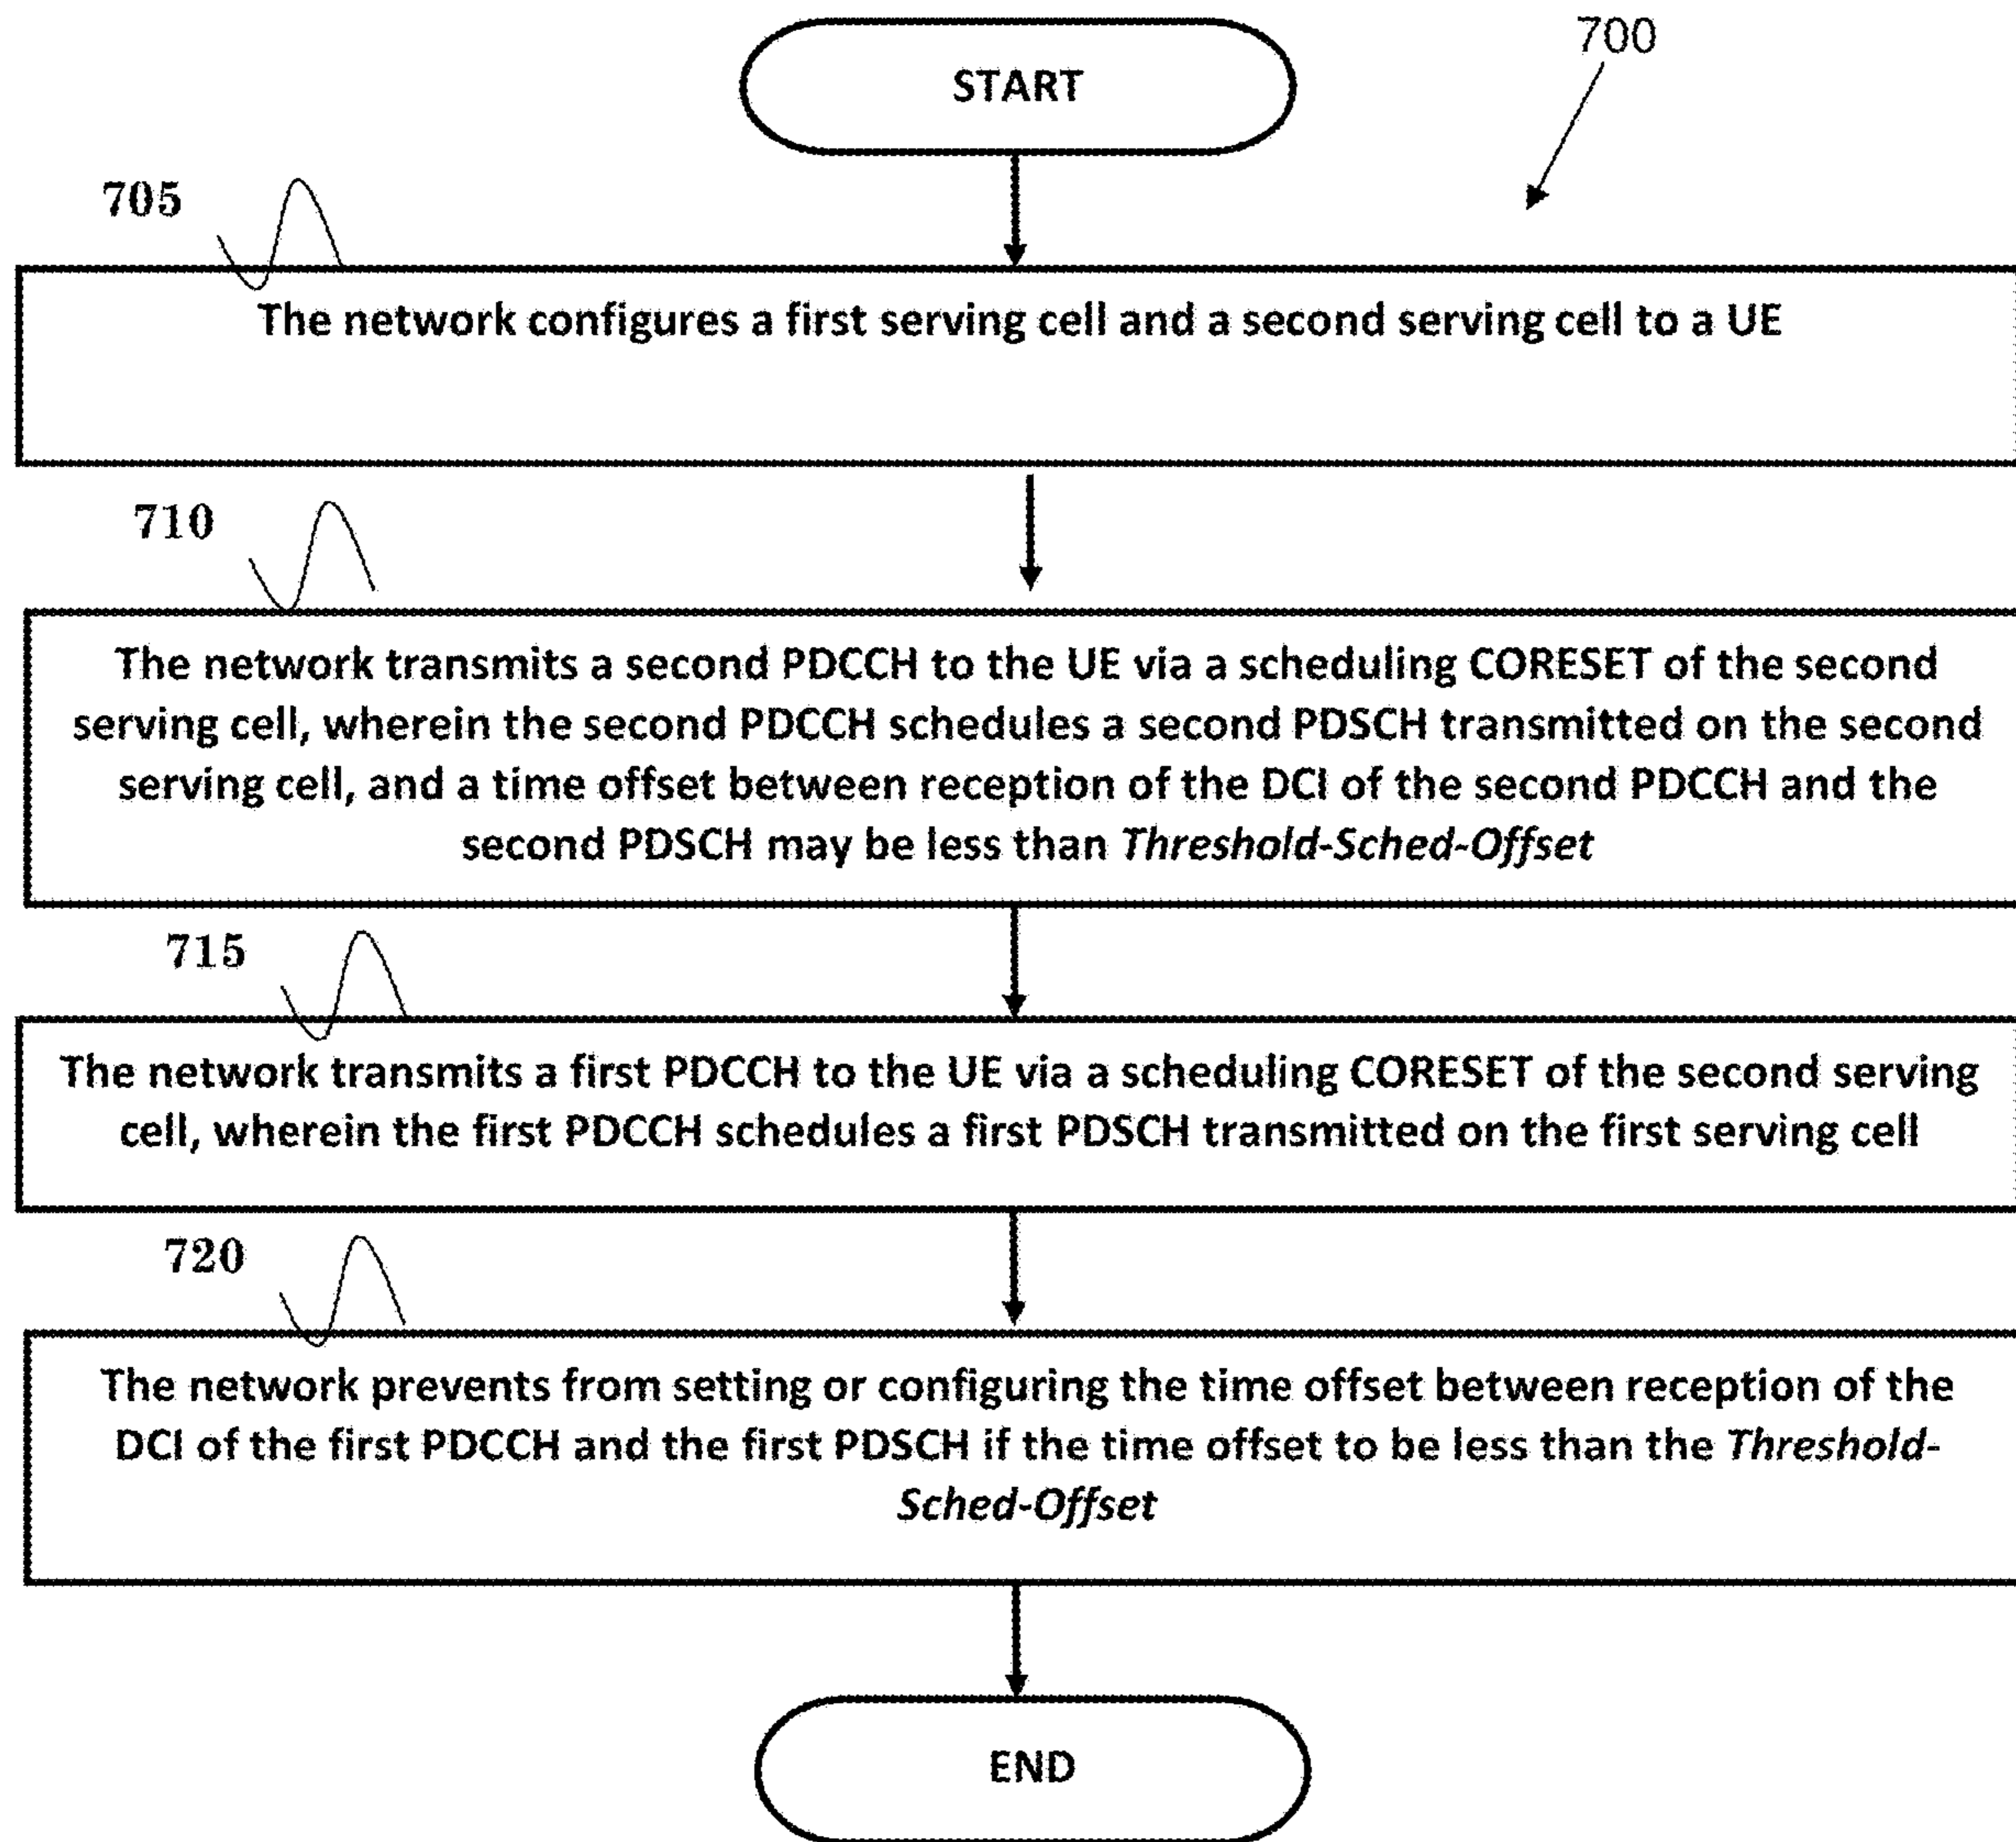 START
700
705
The network configures a first serving cell and a second serving cell to a UE
710
The network transmits a second PDCCH to the UE via a scheduling CORESET of the second
serving cell, wherein the second PDCCH schedules a second PDSCH transmitted on the second
serving cell, and a time offset between reception of the DCI of the second PDCCH and the
second PDSCH may be less than Threshold-Sched-Offset
715
The network transmits a first PDCCH to the UE via a scheduling CORESET of the second serving
cell, wherein the first PDCCH schedules a first PDSCH transmitted on the first serving cell
720
The network prevents from setting or configuring the time offset between reception of the
DCI of the first PDCCH and the first PDSCH if the time offset to be less than the Threshold-
Sched-Offset
END